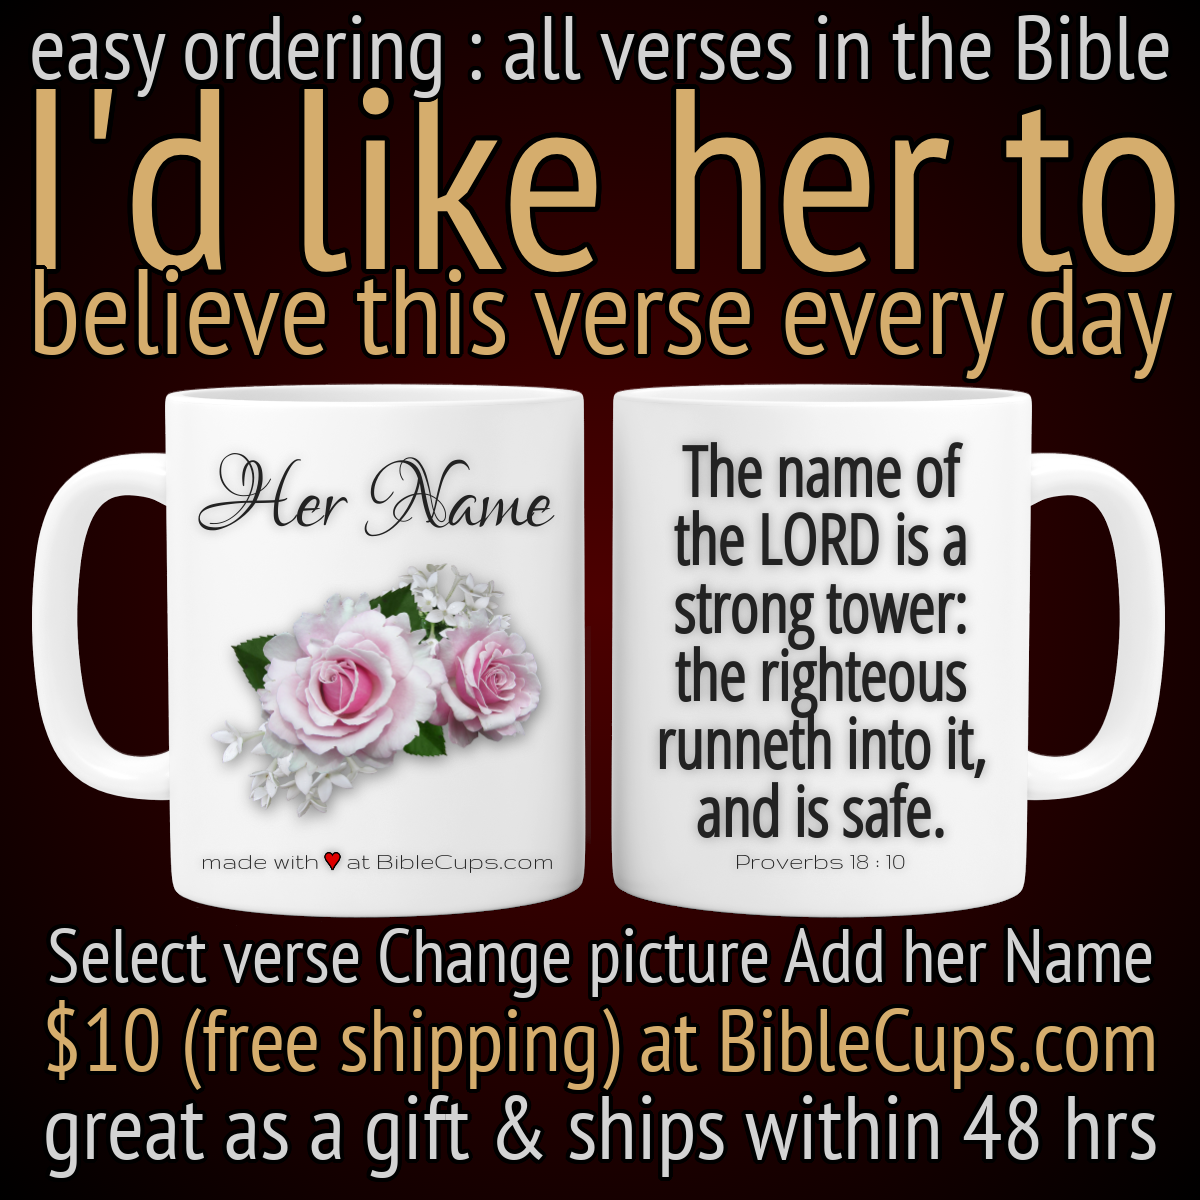 easy ordering : all verses in the Bible
I'd like her to
believe this verse every day
Her Name
made with ♥ at BibleCups.com
The name of
the LORD is a
strong tower:
the righteous
runneth into it,
and is safe.
Proverbs 18 : 10
Select verse Change picture Add her Name
$10 (free shipping) at BibleCups.com
great as a gift & ships within 48 hrs